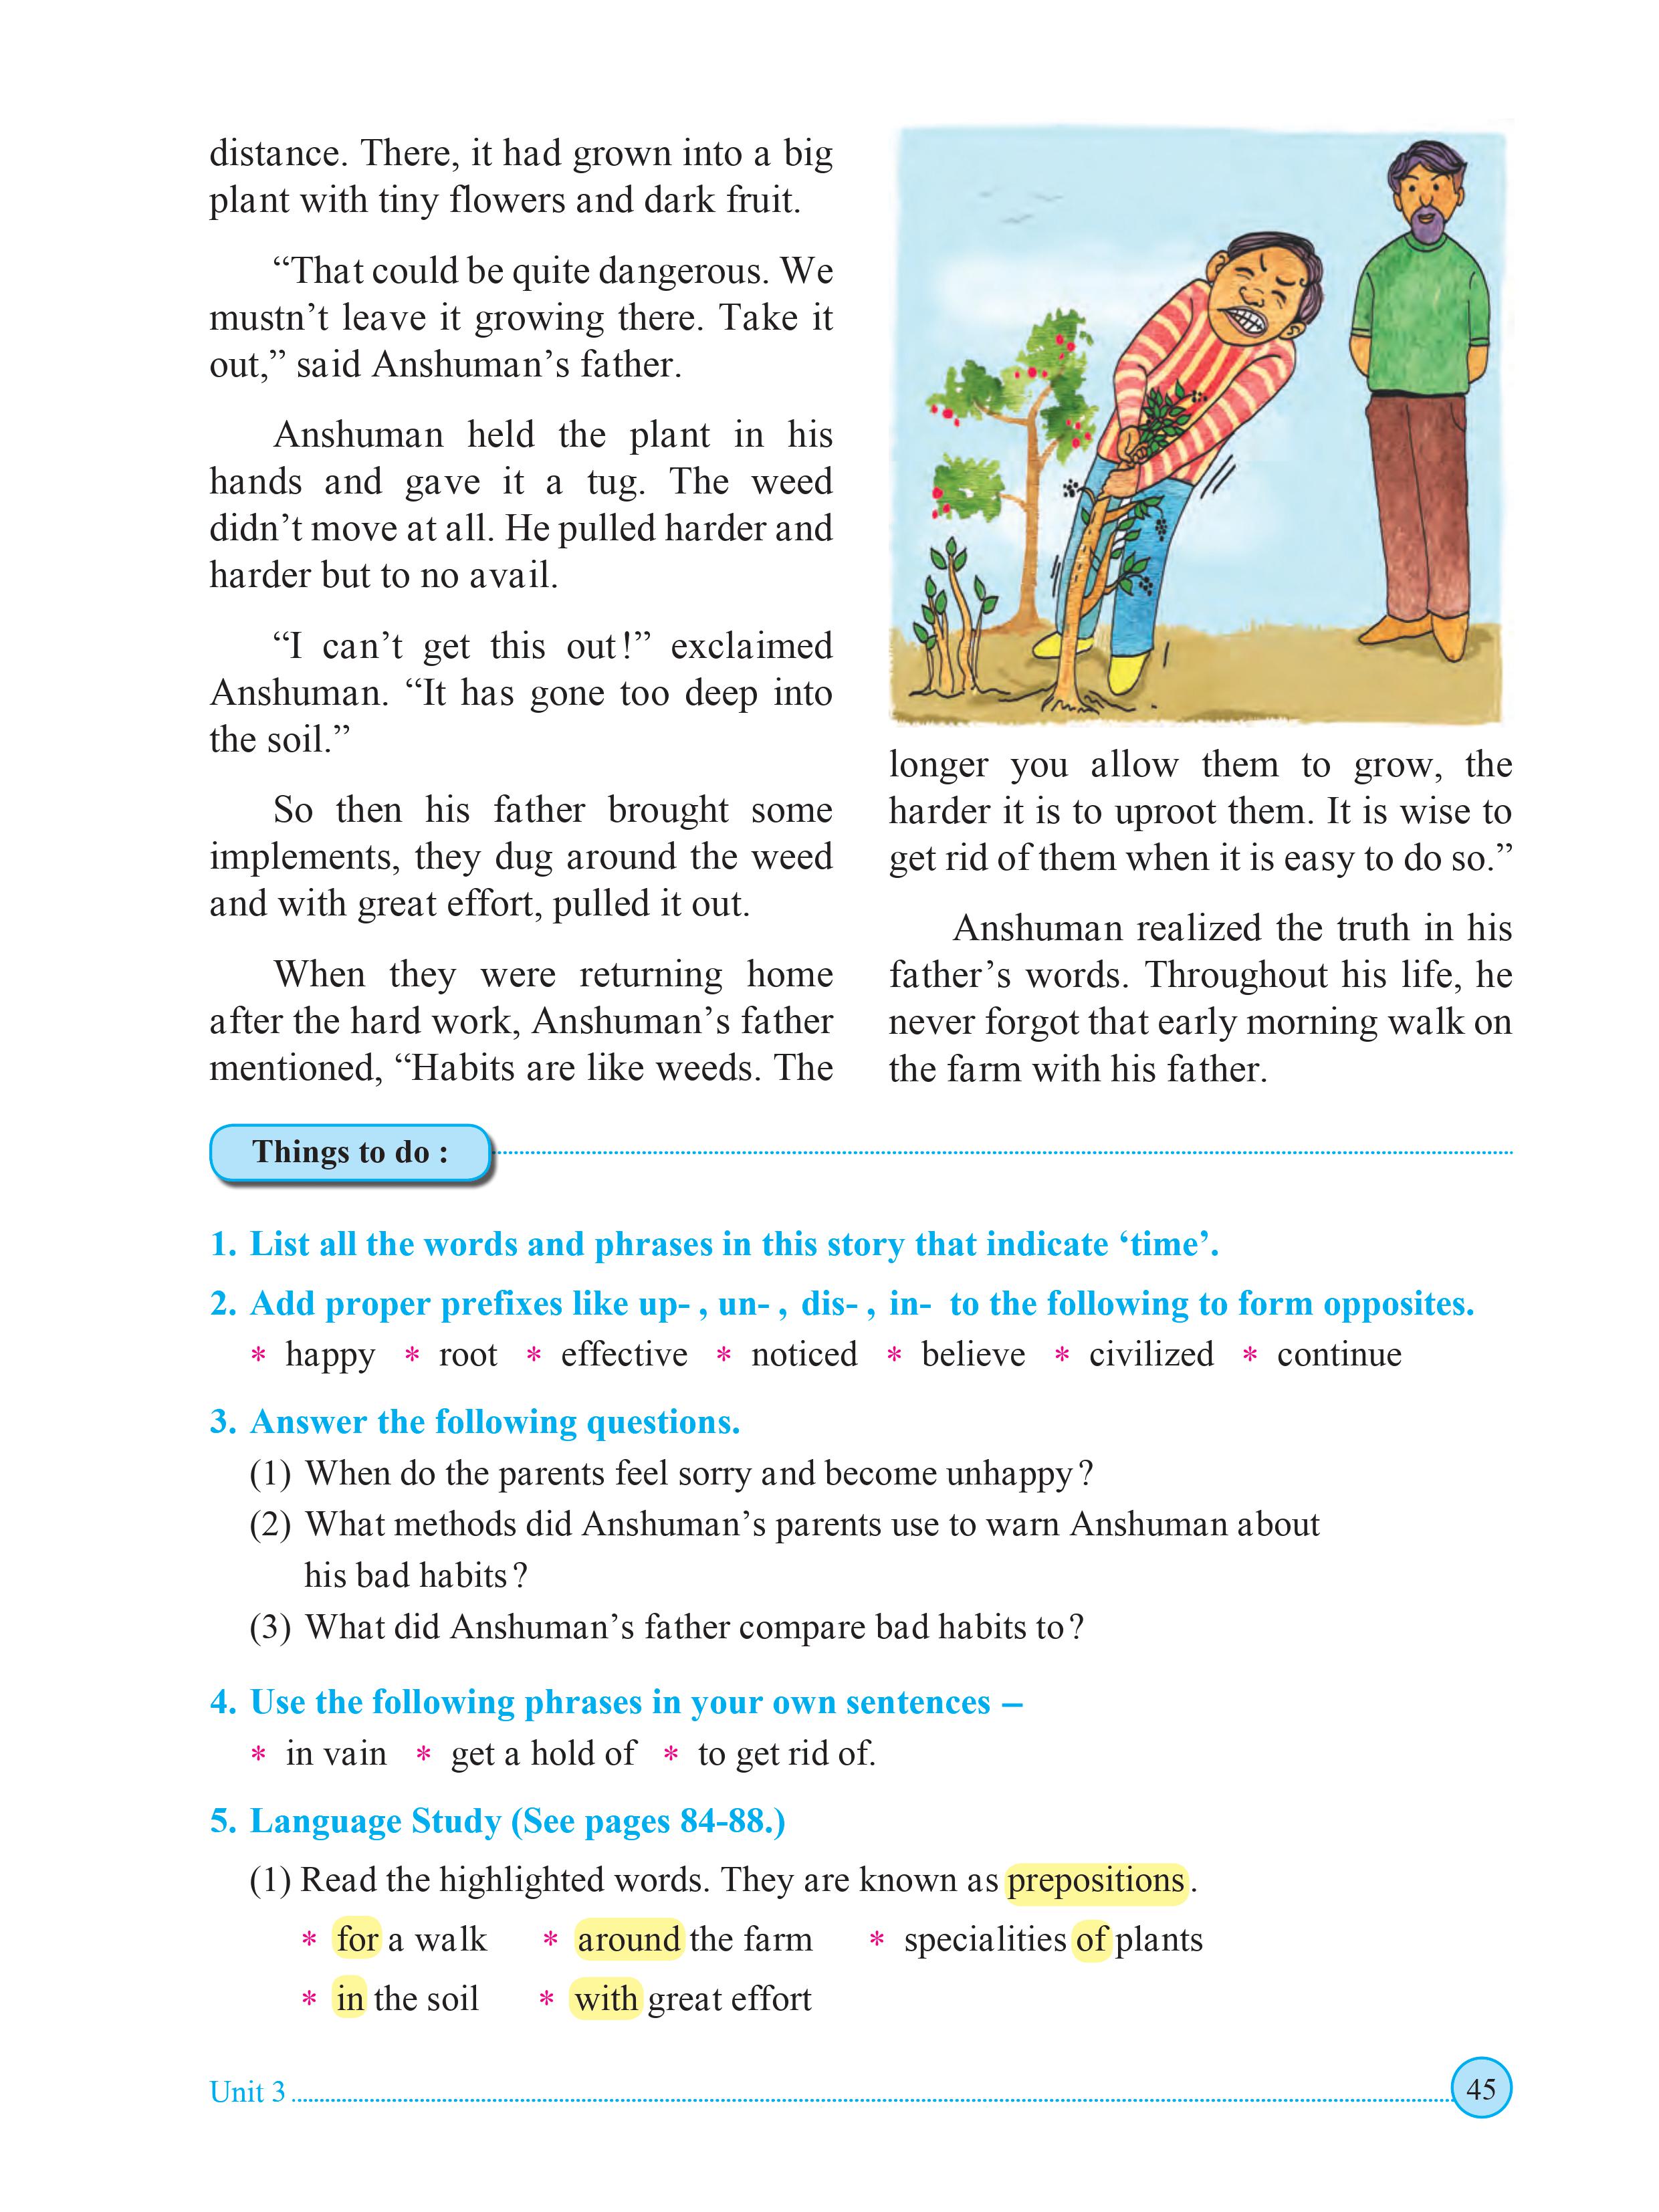 distance. There, it had grown into a big
plant with tiny flowers and dark fruit.
“That could be quite dangerous. We
mustn’t leave it growing there. Take it
out,” said Anshuman’s father.
Anshuman held the plant in his
hands and gave it a tug. The weed
didn’t move at all. He pulled harder and
harder but to no avail.
“I can’t get this out!” exclaimed
Anshuman. “It has gone too deep into
the soil.”
So then his father brought some
implements, they dug around the weed
and with great effort, pulled it out.
When they were returning home
after the hard work, Anshuman’s father
mentioned, “Habits are like weeds. The
longer you allow them to grow, the
harder it is to uproot them. It is wise to
get rid of them when it is easy to do so.”
Anshuman realized the truth in his
father’s words. Throughout his life, he
never forgot that early morning walk on
the farm with his father.
Things to do :
1. List all the words and phrases in this story that indicate ‘time’.
2. Add proper prefixes like up- , un- , dis- , in- to the following to form opposites.
* happy * root * effective * noticed * believe * civilized * continue
3. Answer the following questions.
(1) When do the parents feel sorry and become unhappy?
(2) What methods did Anshuman’s parents use to warn Anshuman about
his bad habits?
(3) What did Anshuman’s father compare bad habits to?
4. Use the following phrases in your own sentences –
* in vain * get a hold of * to get rid of.
5. Language Study (See pages 84-88.)
(1) Read the highlighted words. They are known as prepositions.
* for a walk * around the farm * specialities of plants
* in the soil * with great effort
Unit 3 45